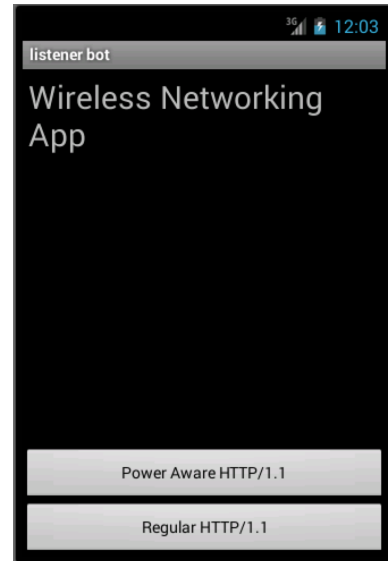 3G 12:03
listener bot
Wireless Networking
App
Power Aware HTTP/1.1
Regular HTTP/1.1